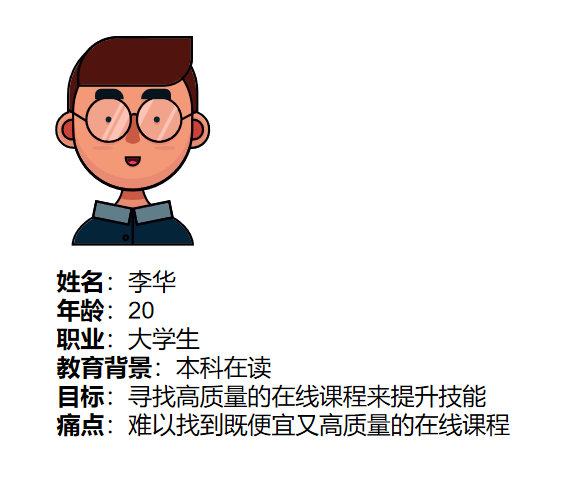 姓名：李华
年龄：20
职业：大学生
教育背景：本科在读
目标：寻找高质量的在线课程来提升技能
痛点：难以找到既便宜又高质量的在线课程